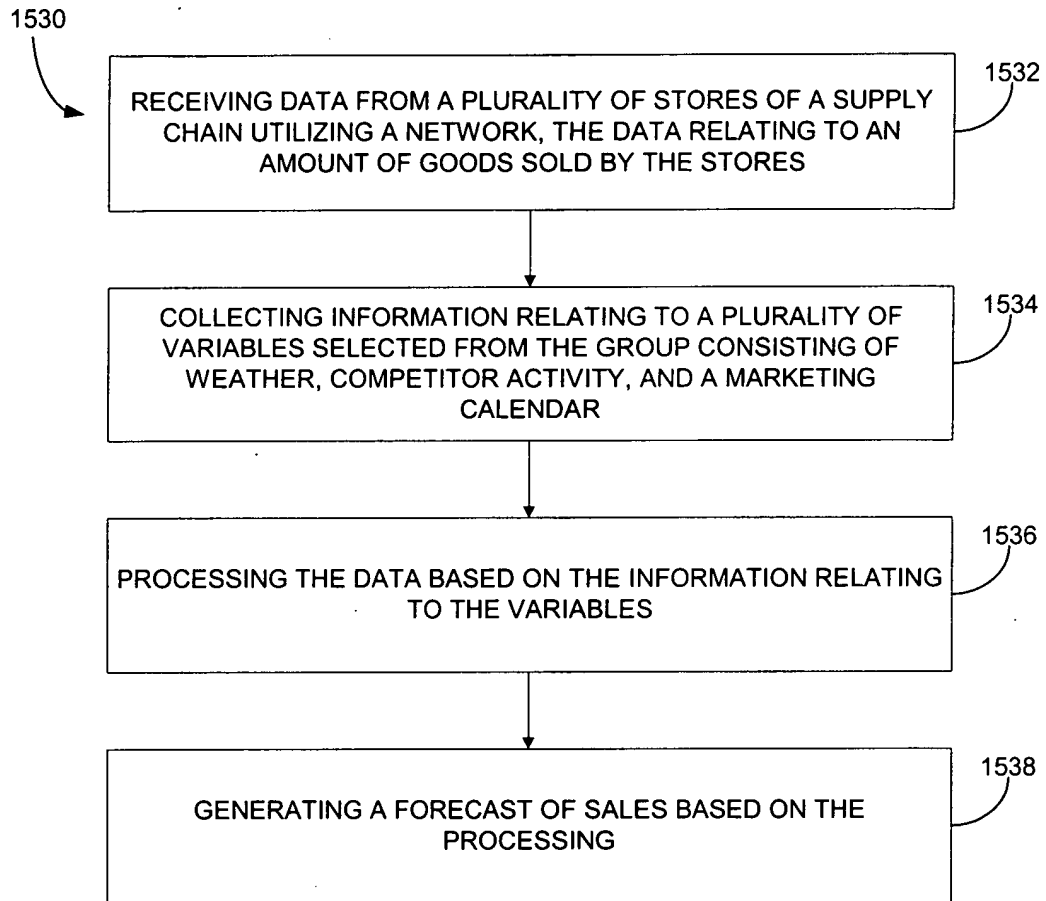 1530
1532
RECEIVING DATA FROM A PLURALITY OF STORES OF A SUPPLY
CHAIN UTILIZING A NETWORK, THE DATA RELATING TO AN
AMOUNT OF GOODS SOLD BY THE STORES
1534
COLLECTING INFORMATION RELATING TO A PLURALITY OF
VARIABLES SELECTED FROM THE GROUP CONSISTING OF
WEATHER, COMPETITOR ACTIVITY, AND A MARKETING
CALENDAR
1536
PROCESSING THE DATA BASED ON THE INFORMATION RELATING
TO THE VARIABLES
1538
GENERATING A FORECAST OF SALES BASED ON THE
PROCESSING